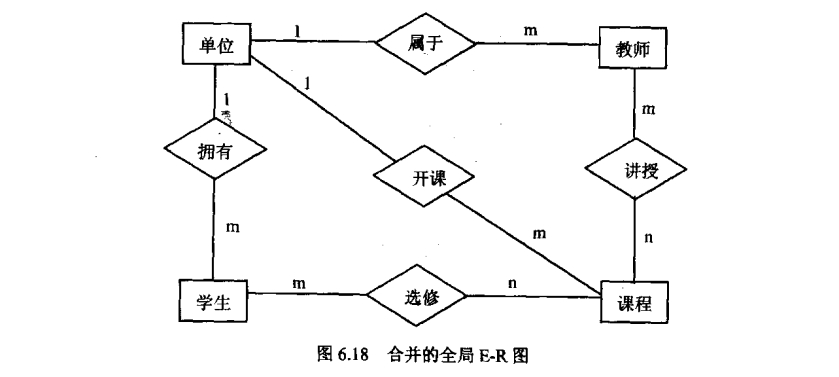 单位 1 属于 m 教师
1 1 m
拥有 开课 讲授
m m n
学生 m 选修 n 课程
图 6.18 合并的全局 E-R 图